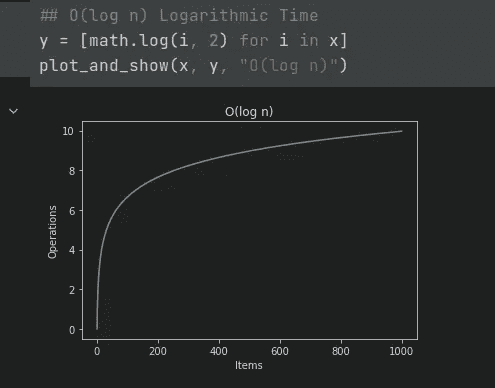 ## O(log n) Logarithmic Time
y = [math.log(i, 2) for i in x]
plot_and_show(x, y, "O(log n)")
O(log n)
10
8
6
4
2
0
Operations
0 200 400 600 800 1000
Items